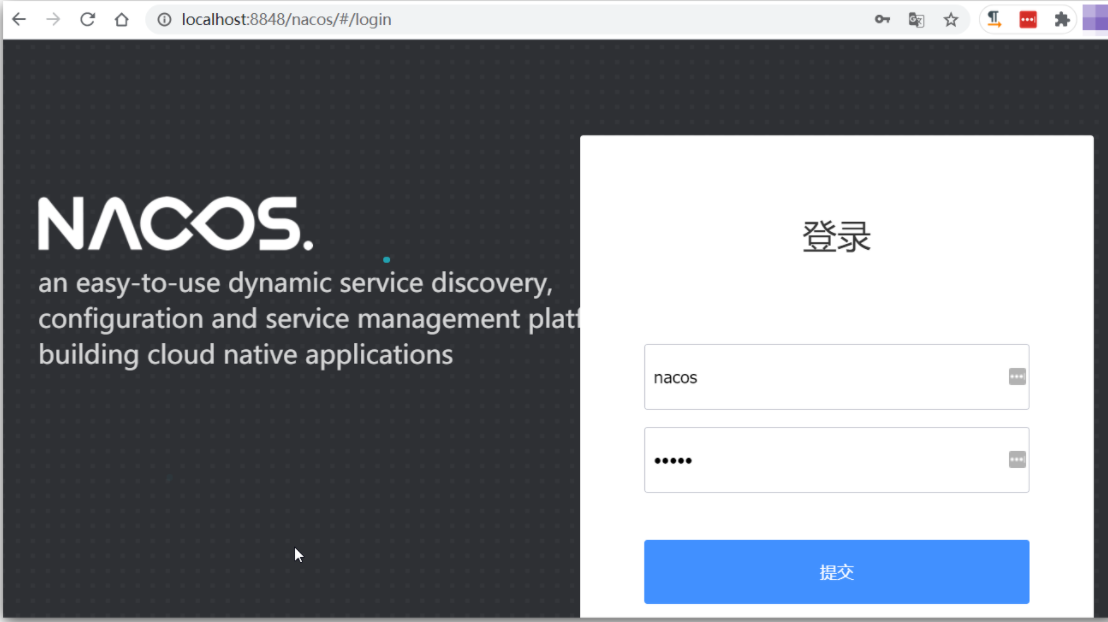 localhost:8848/nacos/#/login
NACOS.
an easy-to-use dynamic service discovery,
configuration and service management platf
building cloud native applications
登录
nacos
•••••
提交